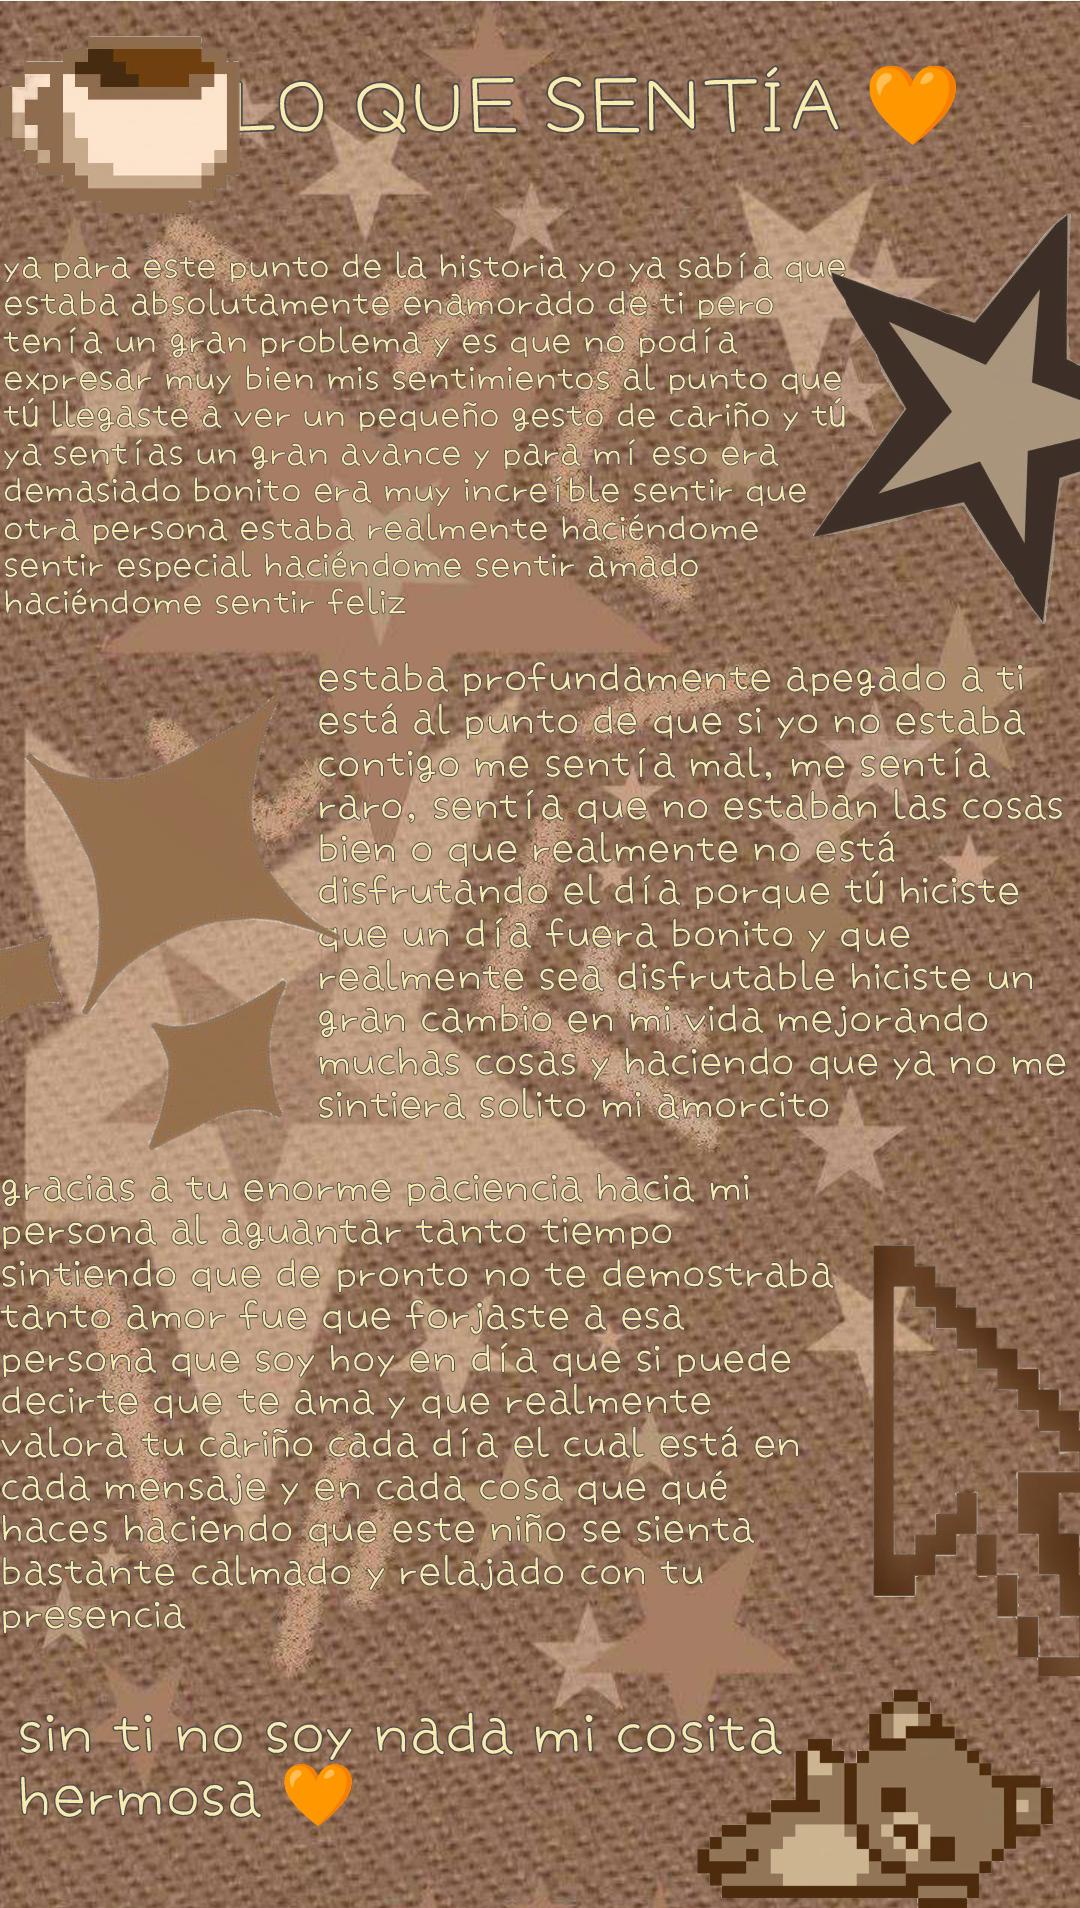 LO QUE SENTÍA 🧡
ya para este punto de la historia yo ya sabía que
estaba absolutamente enamorado de ti pero
tenía un gran problema y es que no podía
expresar muy bien mis sentimientos al punto que
tú llegaste a ver un pequeño gesto de cariño y tú
ya sentías un gran avance y para mí eso era
demasiado bonito era muy increíble sentir que
otra persona estaba realmente haciéndome
sentir especial haciéndome sentir amado
haciéndome sentir feliz
estaba profundamente apegado a ti
está al punto de que si yo no estaba
contigo me sentía mal, me sentía
raro, sentía que no estaban las cosas
bien o que realmente no está
disfrutando el día porque tú hiciste
que un día fuera bonito y que
realmente sea disfrutable hiciste un
gran cambio en mi vida mejorando
muchas cosas y haciendo que ya no me
sintiera solito mi amorcito
gracias a tu enorme paciencia hacia mi
persona al aguantar tanto tiempo
sintiendo que de pronto no te demostraba
tanto amor fue que forjaste a esa
persona que soy hoy en día que si puede
decirte que te ama y que realmente
valora tu cariño cada día el cual está en
cada mensaje y en cada cosa que qué
haces haciendo que este niño se sienta
bastante calmado y relajado con tu
presencia
sin ti no soy nada mi cosita
hermosa 🧡